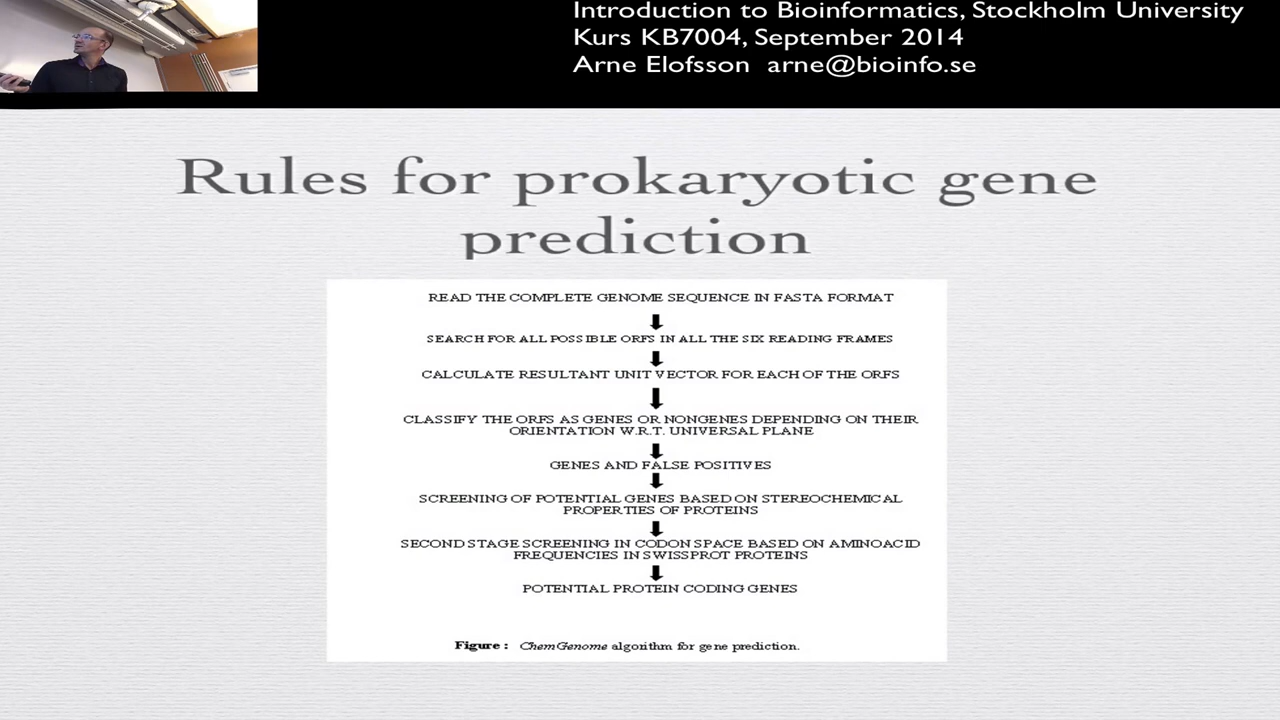 Introduction to Bioinformatics, Stockholm University
Kurs KB7004, September 2014
Arne Elofsson arne@bioinfo.se
Rules for prokaryotic gene
prediction
READ THE COMPLETE GENOME SEQUENCE IN FASTA FORMAT
SEARCH FOR ALL POSSIBLE ORFS IN ALL THE SIX READING FRAMES
CALCULATE RESULTANT UNIT VECTOR FOR EACH OF THE ORFS
CLASSIFY THE ORFS AS GENES OR NONGENES DEPENDING ON THEIR
ORIENTATION W.R.T. UNIVERSAL PLANE
GENES AND FALSE POSITIVES
SCREENING OF POTENTIAL GENES BASED ON STEREOCHEMICAL
PROPERTIES OF PROTEINS
SECOND STAGE SCREENING IN CODON SPACE BASED ON AMINOACID
FREQUENCIES IN SWISSPROT PROTEINS
POTENTIAL PROTEIN CODING GENES
Figure : ChemGenome algorithm for gene prediction.